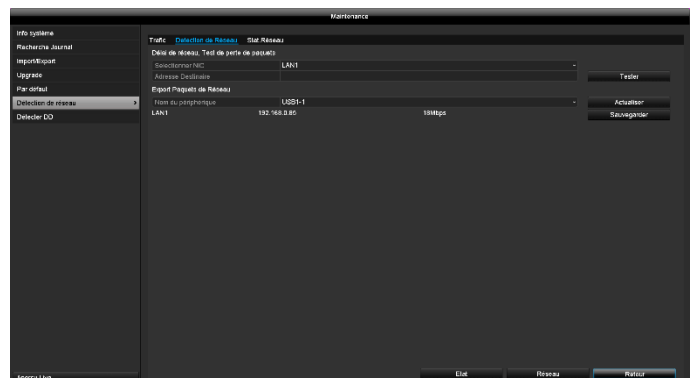 Maintenance
Info système
Recherche Journal
Import/Export
Upgrade
Par défaut
Détection de réseau
Détecter DD
Trafic Détection de Réseau Stat.Réseau
Délai de réseau, Test de perte de paquets
Sélectionner NIC LAN1
Adresse Destinaire Tester
Export Paquets de Réseau
Nom du périphérique USB1-1 Actualiser
LAN1 192.168.0.65 18Mbps Sauvegarder
Etat Réseau Retour